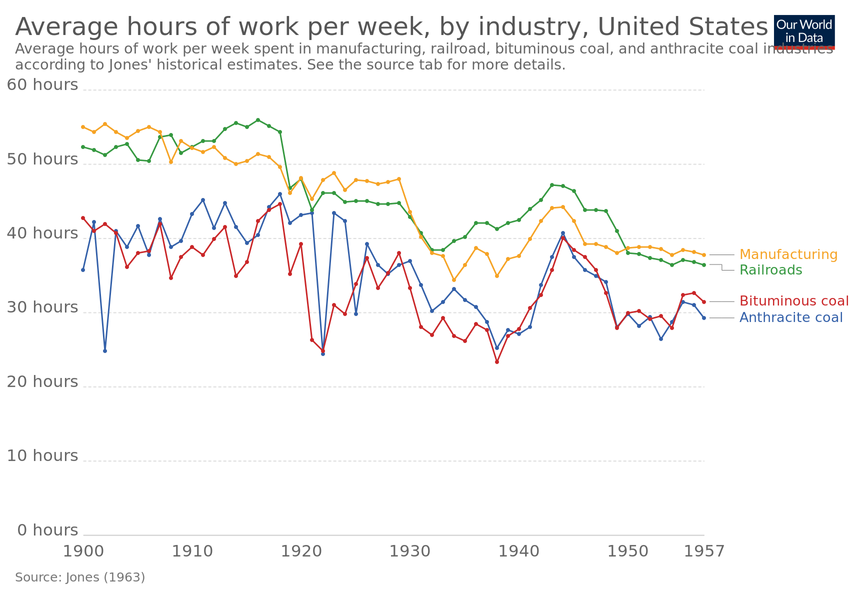 Average hours of work per week, by industry, United States
Our World
in Data
Average hours of work per week spent in manufacturing, railroad, bituminous coal, and anthracite coal industries
according to Jones' historical estimates. See the source tab for more details.
60 hours
50 hours
40 hours
30 hours
20 hours
10 hours
0 hours
Manufacturing
Railroads
Bituminous coal
Anthracite coal
1900
1910
1920
1930
1940
1950
1957
Source: Jones (1963)